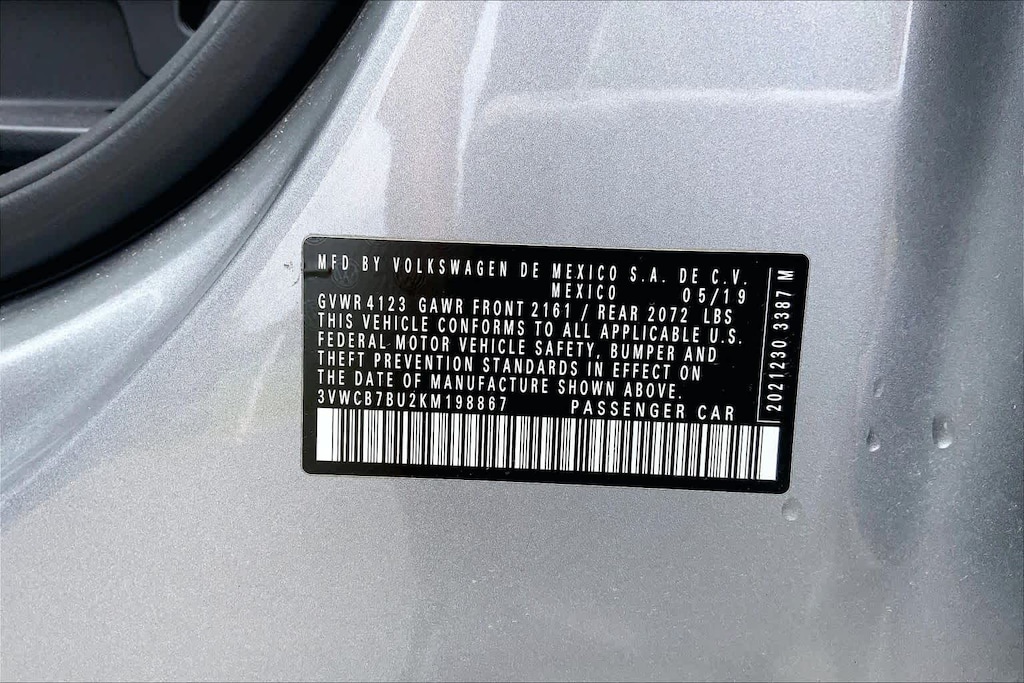 MFD BY VOLKSWAGEN DE MEXICO S.A. DE C.V.
MEXICO 05/19
GVWR 4123 GAWR FRONT 2161 / REAR 2072 LBS
THIS VEHICLE CONFORMS TO ALL APPLICABLE U.S.
FEDERAL MOTOR VEHICLE SAFETY, BUMPER AND
THEFT PREVENTION STANDARDS IN EFFECT ON
THE DATE OF MANUFACTURE SHOWN ABOVE.
3VWCB7BU2KM198867 PASSENGER CAR
2021230 3387 M